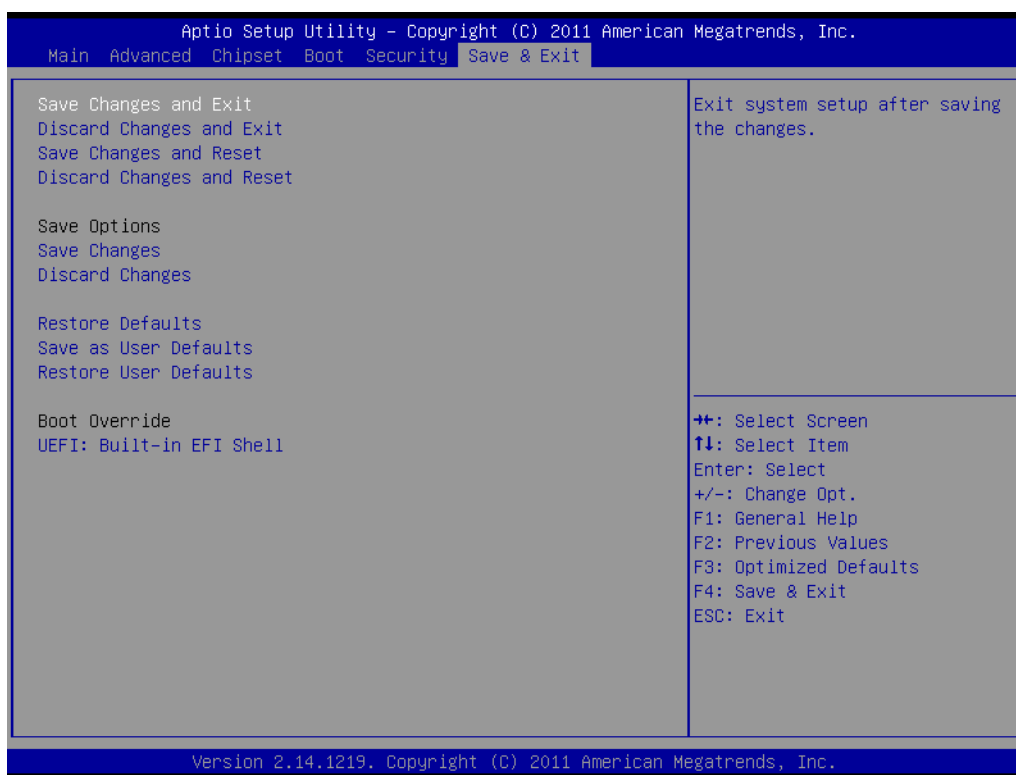 Aptio Setup Utility – Copyright (C) 2011 American Megatrends, Inc.
Main Advanced Chipset Boot Security Save & Exit
Save Changes and Exit
Discard Changes and Exit
Save Changes and Reset
Discard Changes and Reset
Save Options
Save Changes
Discard Changes
Restore Defaults
Save as User Defaults
Restore User Defaults
Boot Override
UEFI: Built-in EFI Shell
Exit system setup after saving
the changes.
→←: Select Screen
↑↓: Select Item
Enter: Select
+/-: Change Opt.
F1: General Help
F2: Previous Values
F3: Optimized Defaults
F4: Save & Exit
ESC: Exit
Version 2.14.1219. Copyright (C) 2011 American Megatrends, Inc.